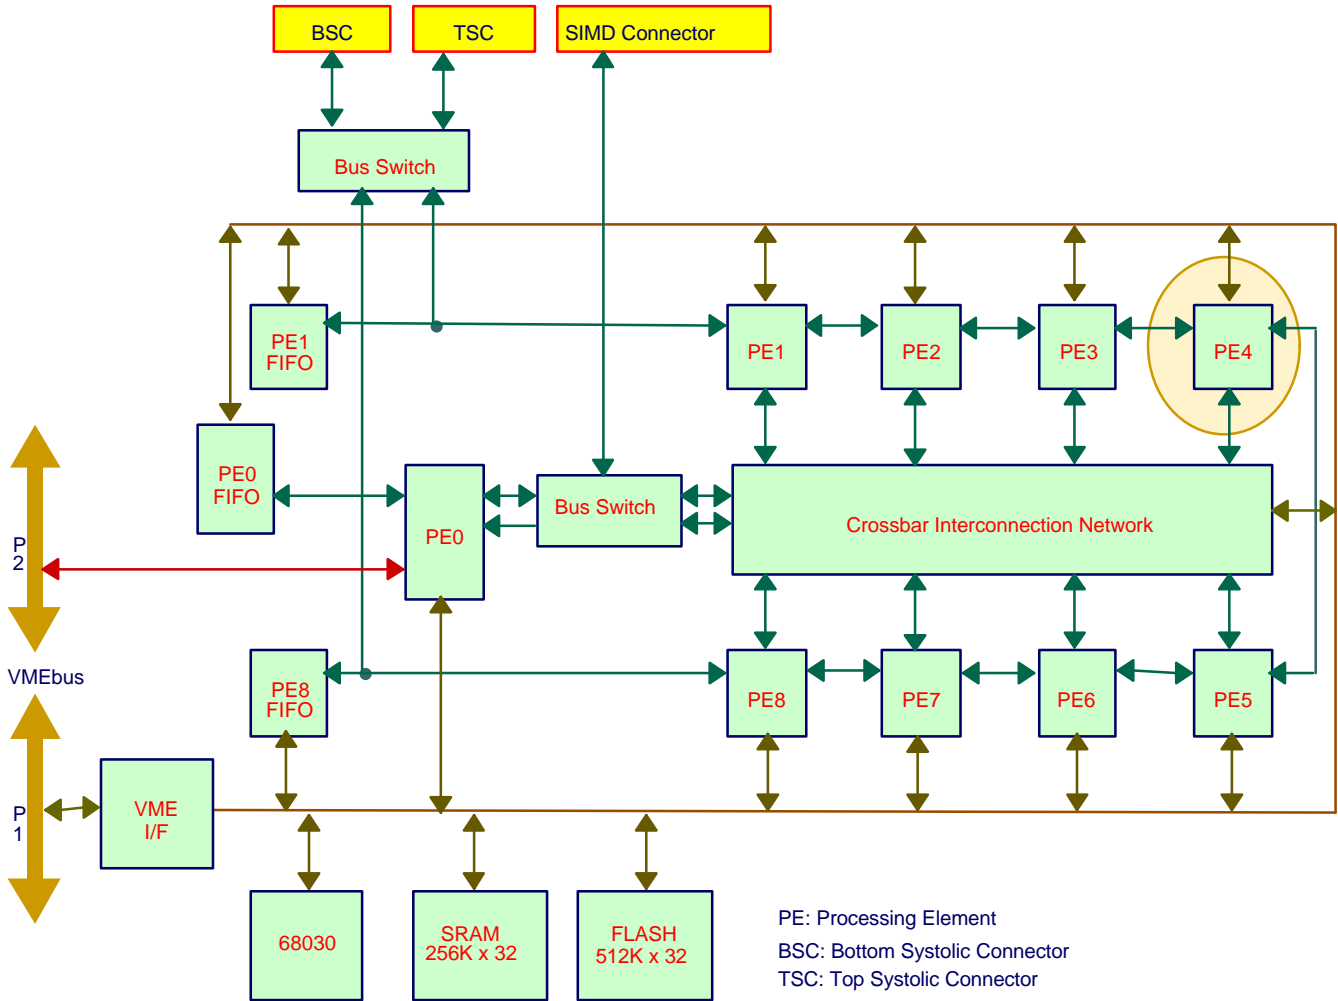 BSC
TSC
SIMD Connector
Bus Switch
PE1
FIFO
PE1
PE2
PE3
PE4
PE0
FIFO
PE0
Bus Switch
Crossbar Interconnection Network
P
2
VMEbus
PE8
FIFO
PE8
PE7
PE6
PE5
P
1
VME
I/F
68030
SRAM
256K x 32
FLASH
512K x 32
PE: Processing Element
BSC: Bottom Systolic Connector
TSC: Top Systolic Connector